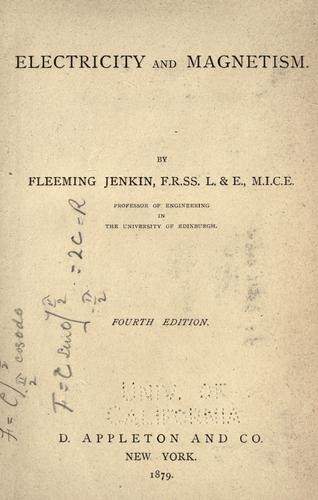 ELECTRICITY AND MAGNETISM.
BY
FLEEMING JENKIN, F.R.SS. L. & E., M.I.C.E.
PROFESSOR OF ENGINEERING
IN
THE UNIVERSITY OF EDINBURGH.
FOURTH EDITION.
UNIV. OF
CALIFORNIA
D. APPLETON AND CO.
NEW YORK.
1879.